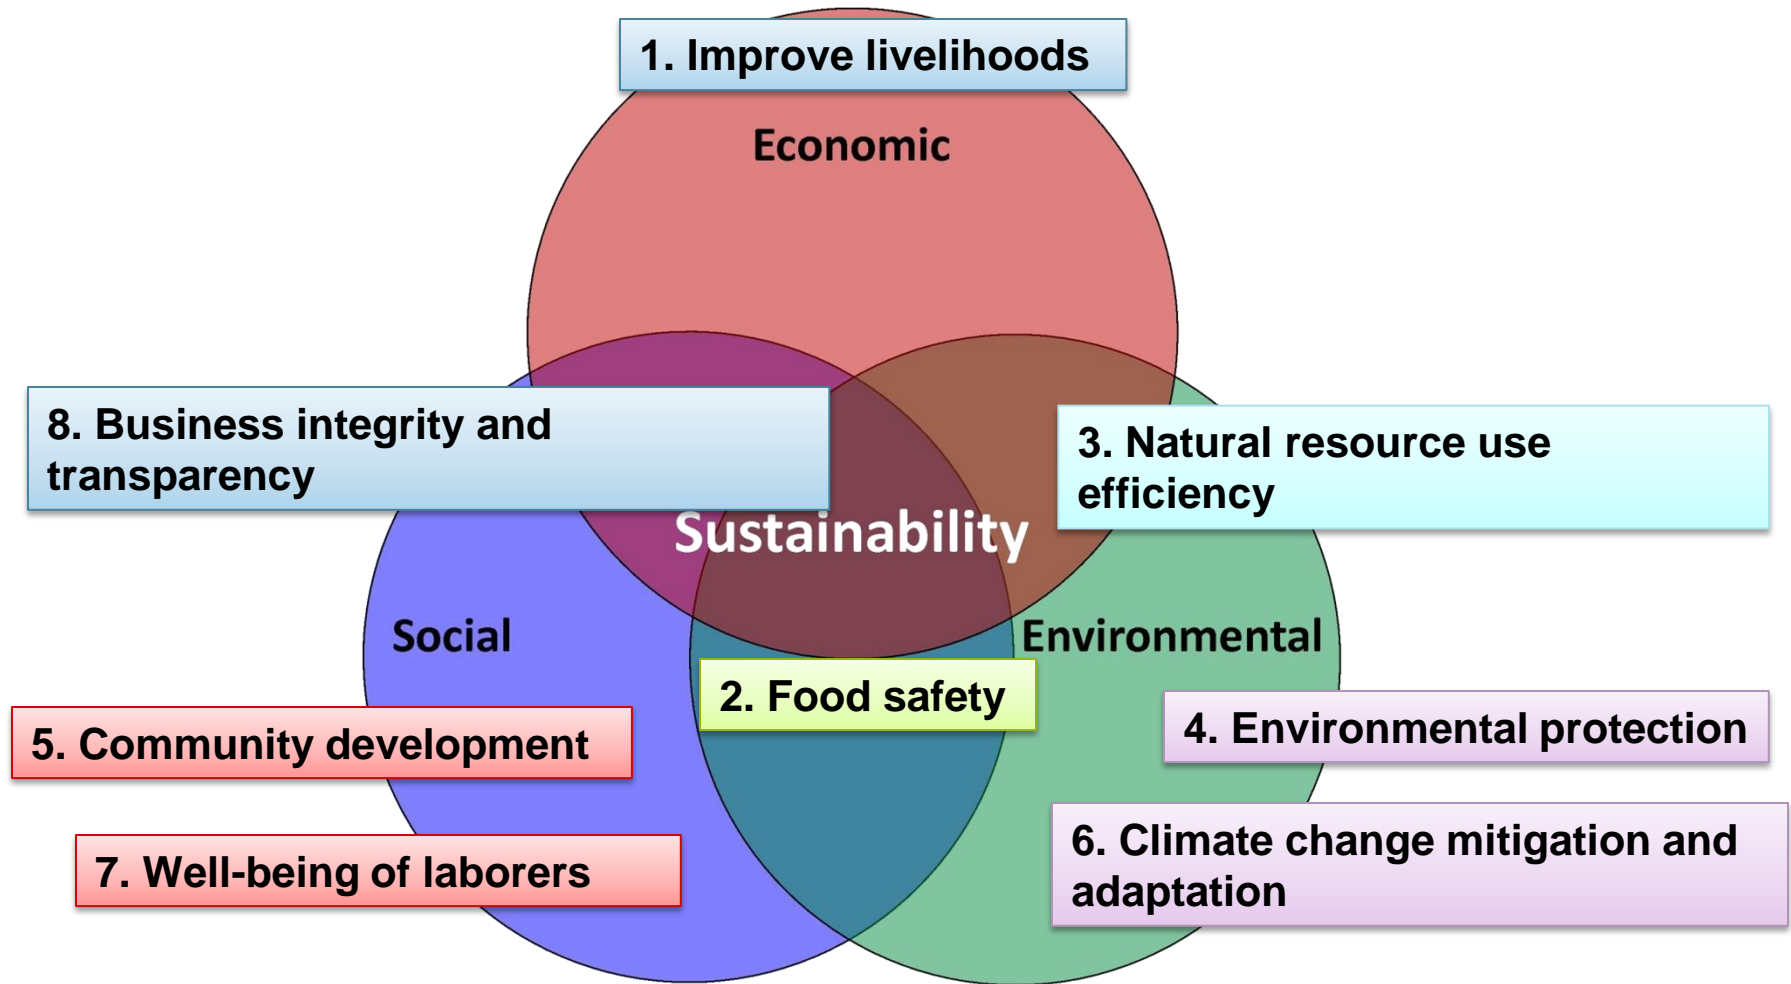 1. Improve livelihoods
Economic
8. Business integrity and
transparency
3. Natural resource use
efficiency
Sustainability
Social
Environmental
2. Food safety
5. Community development
4. Environmental protection
7. Well-being of laborers
6. Climate change mitigation and
adaptation